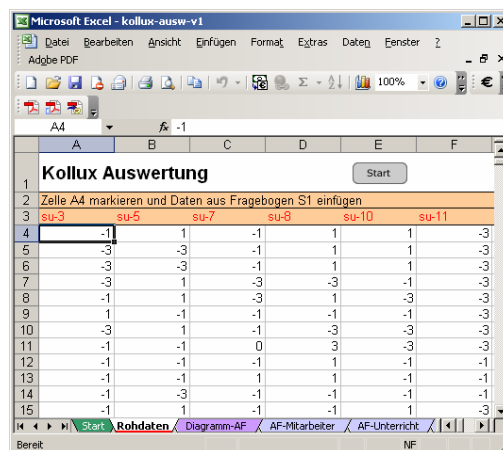 Microsoft Excel - kollux-ausw-v1
Datei Bearbeiten Ansicht Einfügen Format Extras Daten Fenster ?
Adobe PDF
100%
A4 fx -1
A B C D E F
1 Kollux Auswertung Start
2 Zelle A4 markieren und Daten aus Fragebogen S1 einfügen
3 su-3 su-5 su-7 su-8 su-10 su-11
4 -1 1 -1 1 1 -3
5 -3 -3 -1 1 1 -3
6 -3 -3 -1 1 1 -3
7 -3 1 -3 -3 -1 -3
8 -1 1 -3 1 -3 -3
9 1 -1 -1 -1 -1 -3
10 -3 1 -1 -3 -3 -3
11 -1 -1 0 3 -3 -3
12 -1 -1 -1 1 -1 -1
13 -1 -1 1 1 -1 -1
14 -1 -3 -1 -1 -1 -1
15 -1 1 -1 -1 1 -3
Start Rohdaten Diagramm-AF AF-Mitarbeiter AF-Unterricht
Bereit NF